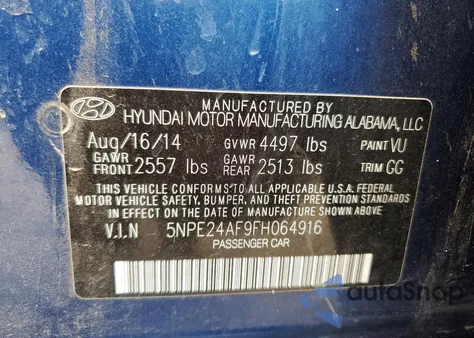 MANUFACTURED BY
HYUNDAI MOTOR MANUFACTURING ALABAMA, LLC
Aug/16/14 GVWR 4497 lbs PAINT VU
GAWR FRONT 2557 lbs GAWR REAR 2513 lbs TRIM GG
THIS VEHICLE CONFORMS TO ALL APPLICABLE U.S.A. FEDERAL
MOTOR VEHICLE SAFETY, BUMPER, AND THEFT PREVENTION STANDARDS
IN EFFECT ON THE DATE OF MANUFACTURE SHOWN ABOVE.
V.I.N 5NPE24AF9FH064916
PASSENGER CAR
autoSnap